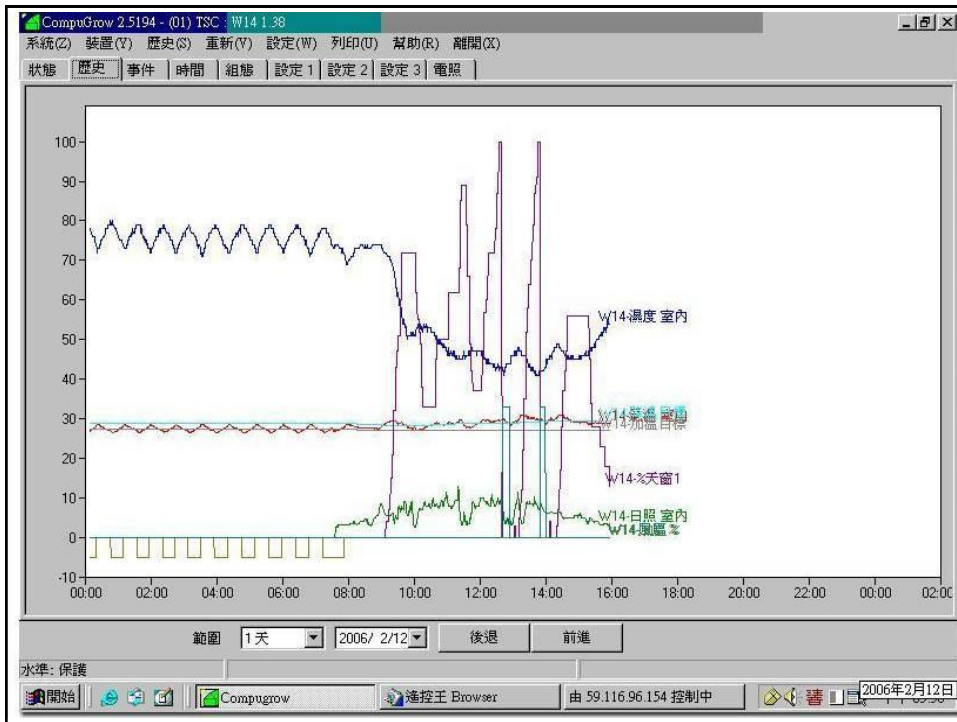 CompuGrow 2.5194 - (01) TSC : W14 1.38
系統(Z) 裝置(Y) 歷史(S) 重新(V) 設定(W) 列印(U) 幫助(R) 離開(X)
狀態 歷史 事件 時間 組態 設定 1 設定 2 設定 3 電照
100
90
80
70
60
W14-濕度 室內
50
40
30
W14-加溫 目標
20
W14-%天窗1
10
W14-日照 室內
0
-10
00:00 02:00 04:00 06:00 08:00 10:00 12:00 14:00 16:00 18:00 20:00 22:00 00:00 02:00
範圍 1 天 2006/ 2/12 後退 前進
水準: 保護
開始 Compugrow 遙控王 Browser 由 59.116.96.154 控制中 2006年2月12日